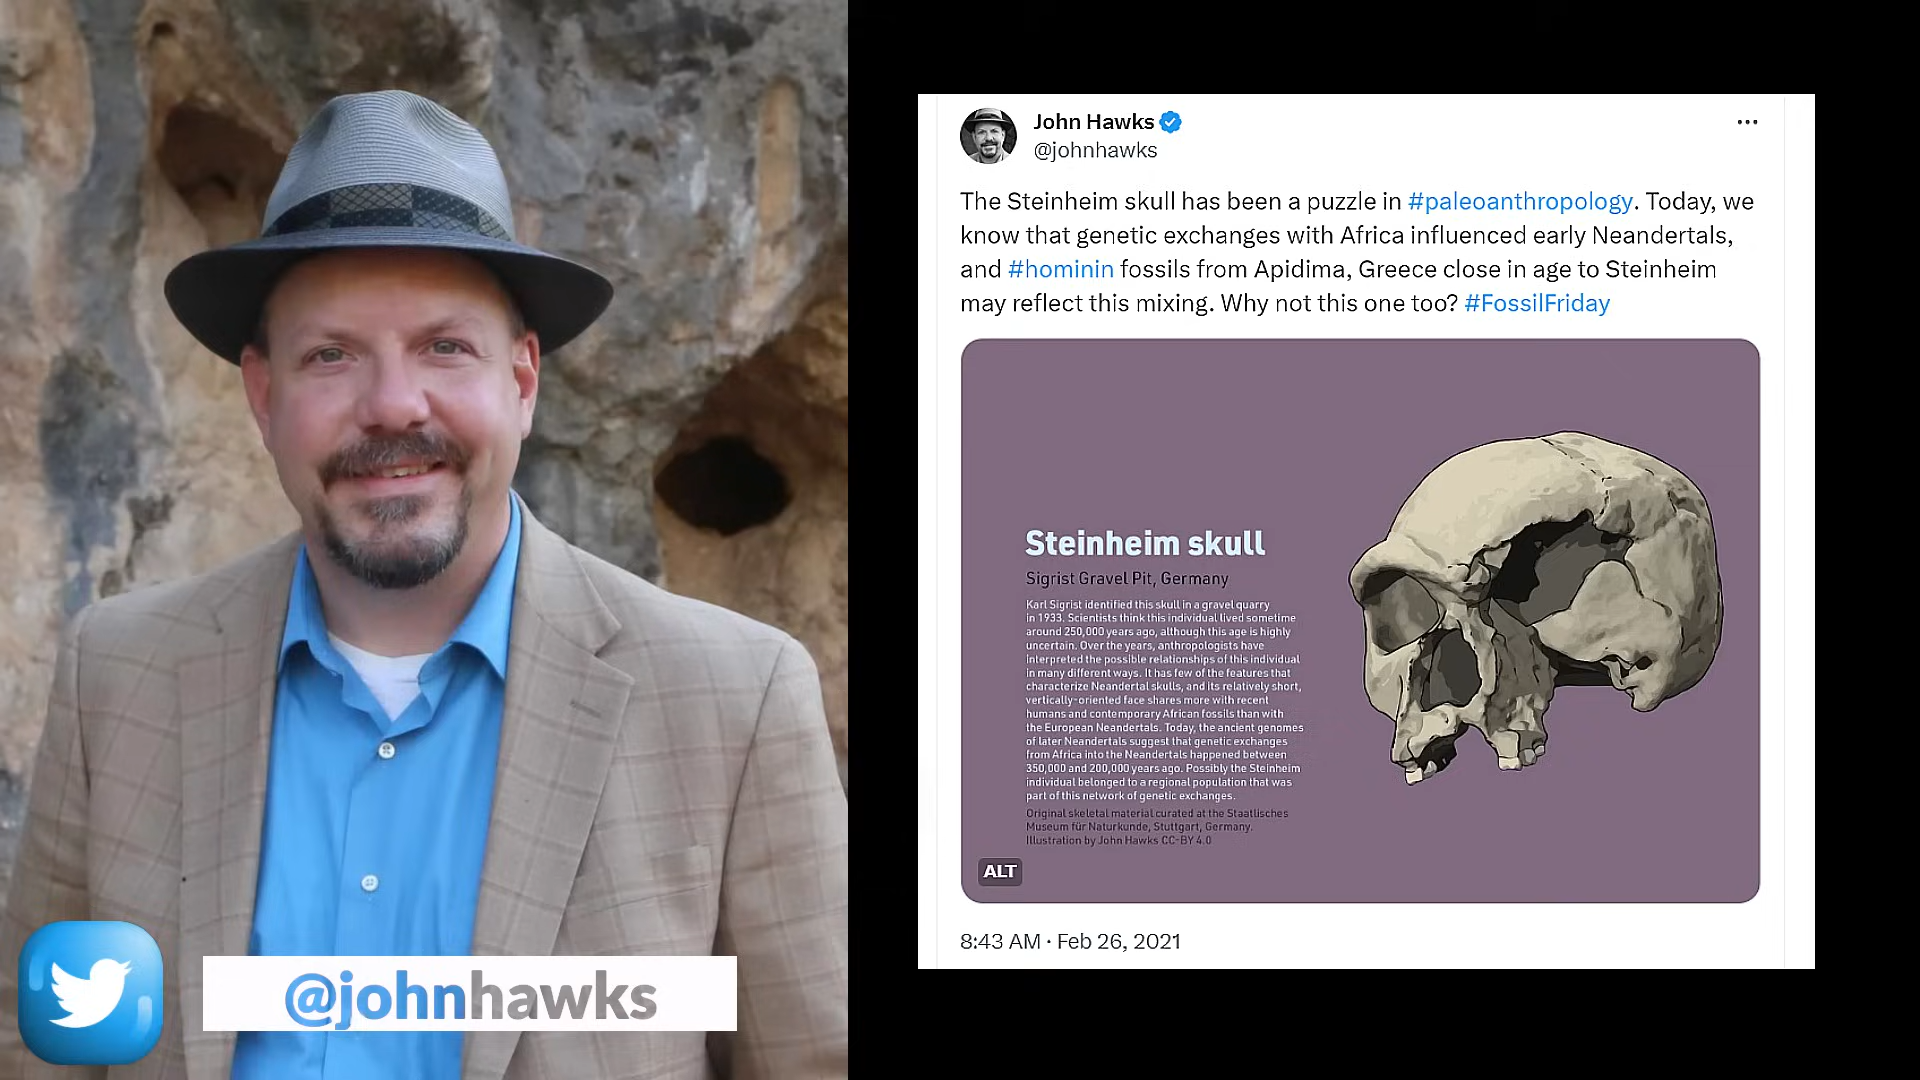 @johnhawks
John Hawks
@johnhawks
The Steinheim skull has been a puzzle in #paleoanthropology. Today, we
know that genetic exchanges with Africa influenced early Neandertals,
and #hominin fossils from Apidima, Greece close in age to Steinheim
may reflect this mixing. Why not this one too? #FossilFriday
Steinheim skull
Sigrist Gravel Pit, Germany
Karl Sigrist identified this skull in a gravel quarry
in 1933. Scientists think this individual lived sometime
around 250,000 years ago, although this age is highly
uncertain. Over the years, anthropologists have
interpreted the possible relationships of this individual
in many different ways. It has few of the features that
characterize Neandertal skulls, and its relatively short,
vertically-oriented face shares more with recent
humans and contemporary African fossils than with
the European Neandertals. Today, the ancient genomes
of later Neandertals suggest that genetic exchanges
from Africa into the Neandertals happened between
350,000 and 200,000 years ago. Possibly the Steinheim
individual belonged to a regional population that was
part of this network of genetic exchanges.
Original skeletal material curated at the Staatlisches
Museum für Naturkunde, Stuttgart, Germany.
Illustration by John Hawks CC-BY 4.0
ALT
8:43 AM · Feb 26, 2021